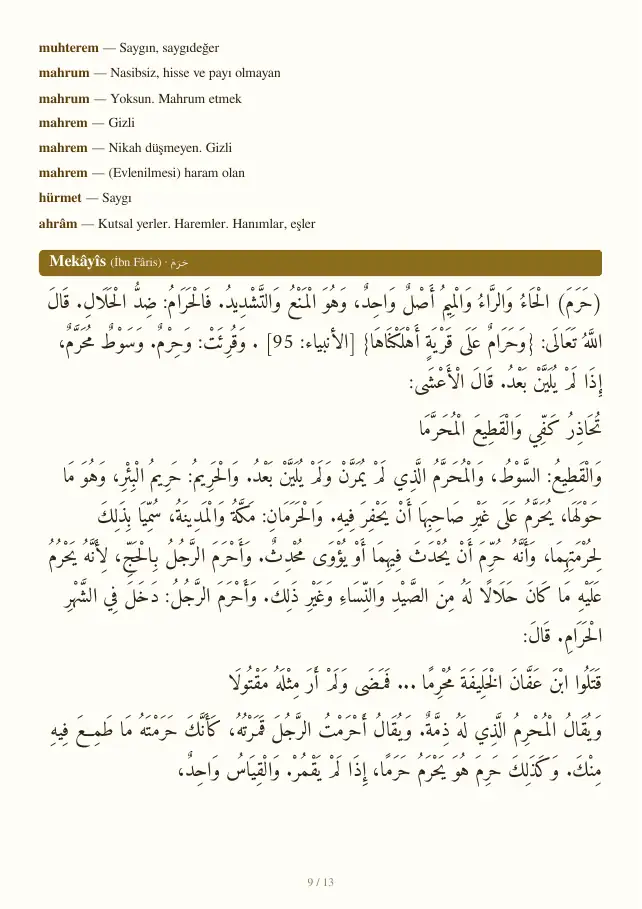 muhterem — Saygın, saygıdeğer
mahrum — Nasibsiz, hisse ve payı olmayan
mahrum — Yoksun. Mahrum etmek
mahrem — Gizli
mahrem — Nikah düşmeyen. Gizli
mahrem — (Evlenilmesi) haram olan
hürmet — Saygı
ahrâm — Kutsal yerler. Haremler. Hanımlar, eşler
Mekâyîs (İbn Fâris) · حَرَمَ
(حَرَمَ) الْحَاءُ وَالرَّاءُ وَالْمِيمُ أَصْلٌ وَاحِدٌ، وَهُوَ الْمَنْعُ وَالتَّشْدِيدُ. فَالْحَرَامُ: ضِدُّ الْحَلَالِ. قَالَ
اللَّهُ تَعَالَى: {وَحَرَامٌ عَلَى قَرْيَةٍ أَهْلَكْنَاهَا} [الأنبياء: 95] . وَقُرِئَتْ: وَحِرْمٌ. وَسَوْطٌ مُحَرَّمٌ،
إِذَا لَمْ يُلَيَّنْ بَعْدُ. قَالَ الْأَعْشَى:
تُحَاذِرُ كَفِّي وَالْقَطِيعَ الْمُحَرَّمَا
وَالْقَطِيعُ: السَّوْطُ، وَالْمُحَرَّمُ الَّذِي لَمْ يُمَرَّنْ وَلَمْ يُلَيَّنْ بَعْدُ. وَالْحَرِيمُ: حَرِيمُ الْبِئْرِ، وَهُوَ مَا
حَوْلَهَا، يُحَرَّمُ عَلَى غَيْرِ صَاحِبِهَا أَنْ يَحْفِرَ فِيهِ. وَالْحَرَمَانِ: مَكَّةُ وَالْمَدِينَةُ، سُمِّيَا بِذَلِكَ
لِحُرْمَتِهِمَا، وَأَنَّهُ حُرِّمَ أَنْ يُحْدَثَ فِيهِمَا أَوْ يُؤْوَى مُحْدِثٌ. وَأَحْرَمَ الرَّجُلُ بِالْحَجِّ، لِأَنَّهُ يَحْرُمُ
عَلَيْهِ مَا كَانَ حَلَالًا لَهُ مِنَ الصَّيْدِ وَالنِّسَاءِ وَغَيْرِ ذَلِكَ. وَأَحْرَمَ الرَّجُلُ: دَخَلَ فِي الشَّهْرِ
الْحَرَامِ. قَالَ:
قَتَلُوا ابْنَ عَفَّانَ الْخَلِيفَةَ مُحْرِمًا ... فَمَضَى وَلَمْ أَرَ مِثْلَهُ مَقْتُولَا
وَيُقَالُ الْمُحْرِمُ الَّذِي لَهُ ذِمَّةٌ. وَيُقَالُ أَحْرَمْتُ الرَّجُلَ قَمَرْتُهُ، كَأَنَّكَ حَرَمْتَهُ مَا طَمِعَ فِيهِ
مِنْكَ. وَكَذَلِكَ حَرِمَ هُوَ يَحْرَمُ حَرَمًا، إِذَا لَمْ يَقْمُرْ. وَالْقِيَاسُ وَاحِدٌ،
9 / 13